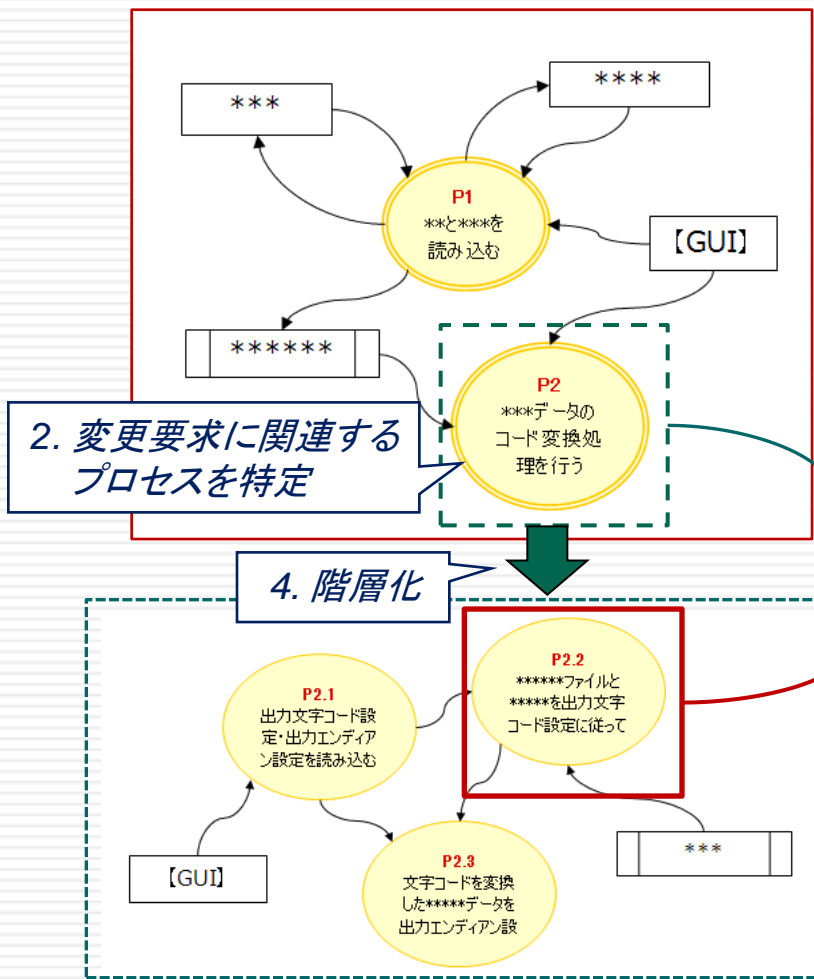 ***
****
P1
**と***を
読み込む
【GUI】
******
P2
***データの
コード変換処
理を行う
2. 変更要求に関連する
プロセスを特定
4. 階層化
P2.2
******ファイルと
*****を出力文字
コード設定に従って
P2.1
出力文字コード設
定・出力エンディア
ン設定を読み込む
***
【GUI】
P2.3
文字コードを変換
した*****データを
出力エンディアン設